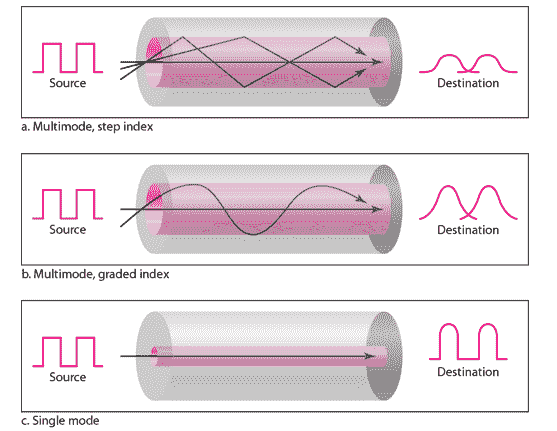 Source
Destination
a. Multimode, step index
Source
Destination
b. Multimode, graded index
Source
Destination
c. Single mode